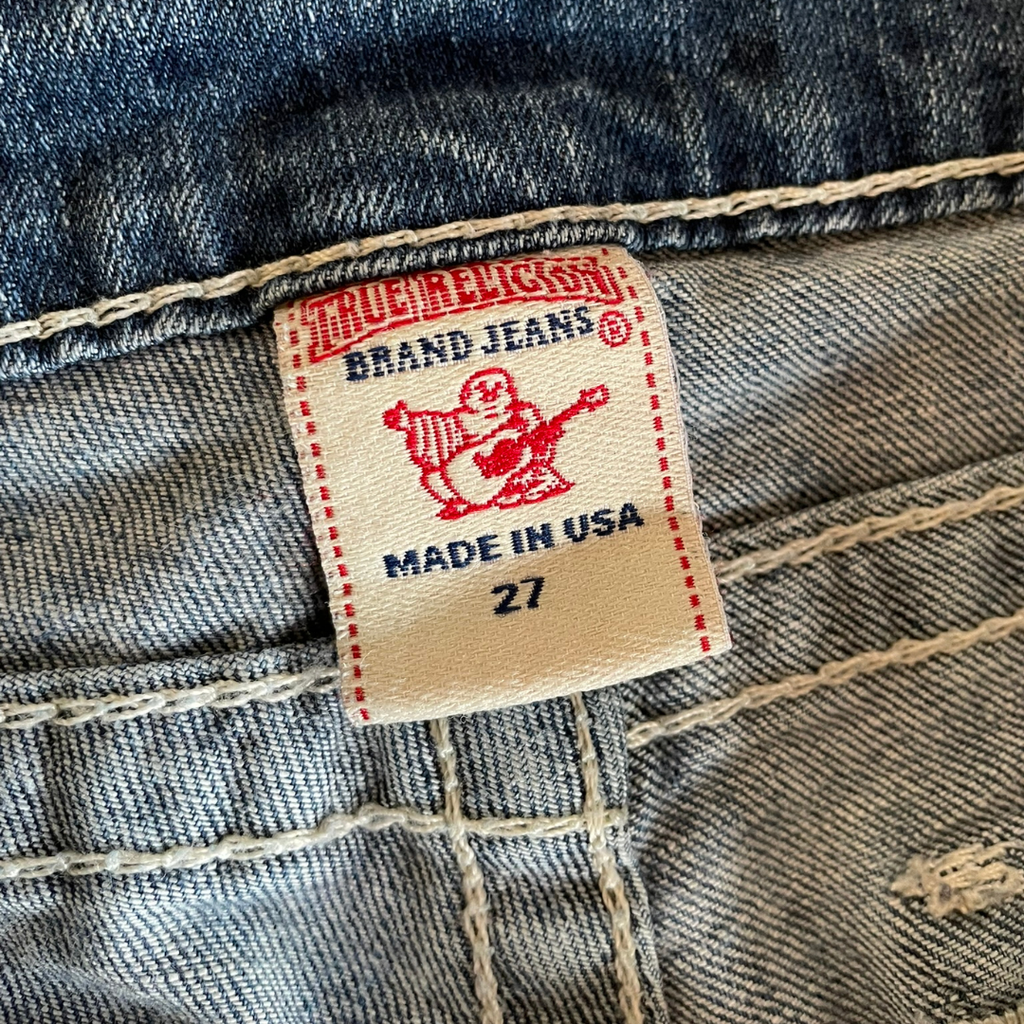 TRUE RELIGION
BRAND JEANS ®
MADE IN USA
27